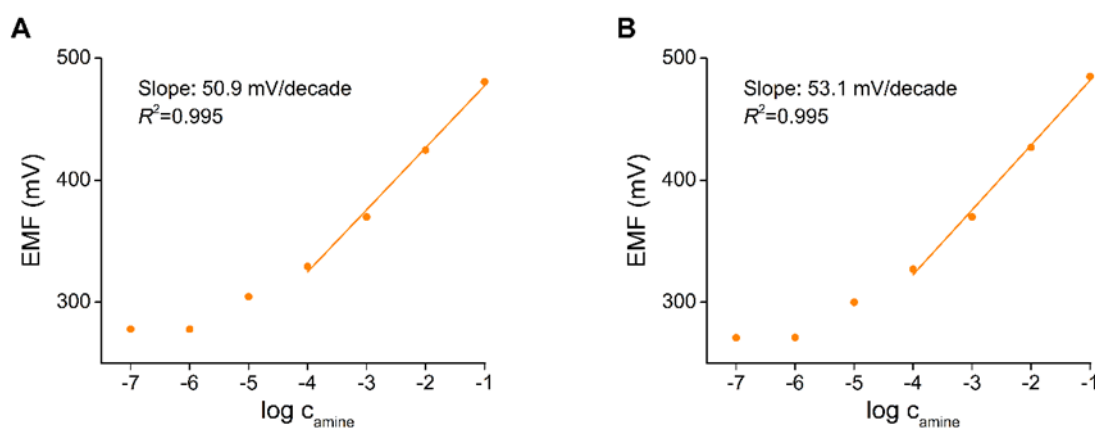 A
Slope: 50.9 mV/decade
R²=0.995
EMF (mV)
500
400
300
-7 -6 -5 -4 -3 -2 -1
log c_amine
B
Slope: 53.1 mV/decade
R²=0.995
EMF (mV)
500
400
300
-7 -6 -5 -4 -3 -2 -1
log c_amine